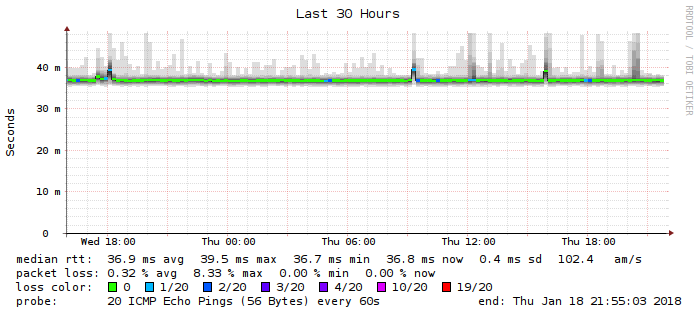 Last 30 Hours
RRDTOOL / TOBI OETIKER
Seconds
40 m
30 m
20 m
10 m
0
Wed 18:00 Thu 00:00 Thu 06:00 Thu 12:00 Thu 18:00
median rtt: 36.9 ms avg 39.5 ms max 36.7 ms min 36.8 ms now 0.4 ms sd 102.4 am/s
packet loss: 0.32 % avg 8.33 % max 0.00 % min 0.00 % now
loss color: 0 1/20 2/20 3/20 4/20 10/20 19/20
probe: 20 ICMP Echo Pings (56 Bytes) every 60s end: Thu Jan 18 21:55:03 2018